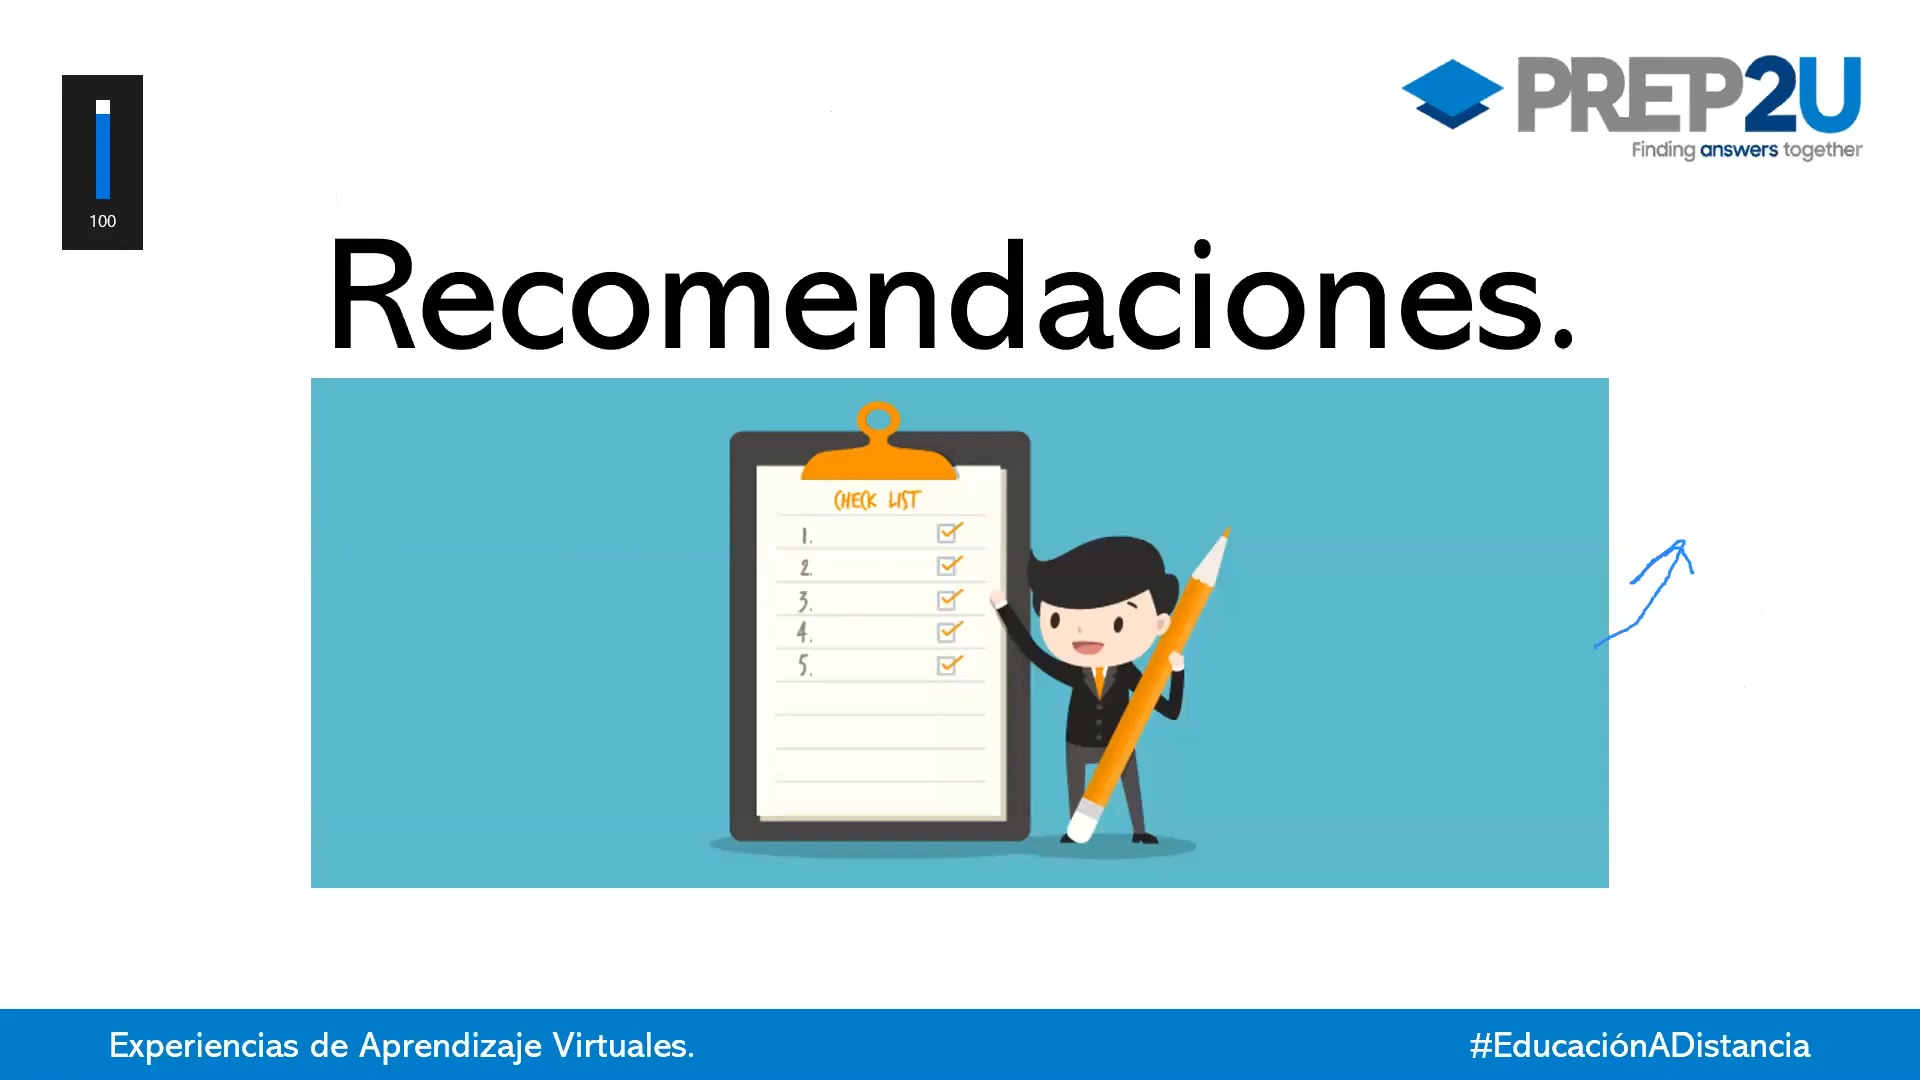 PREP2U
Finding answers together
100
Recomendaciones.
CHECK LIST
1.
2.
3.
4.
5.
Experiencias de Aprendizaje Virtuales.
#EducaciónADistancia